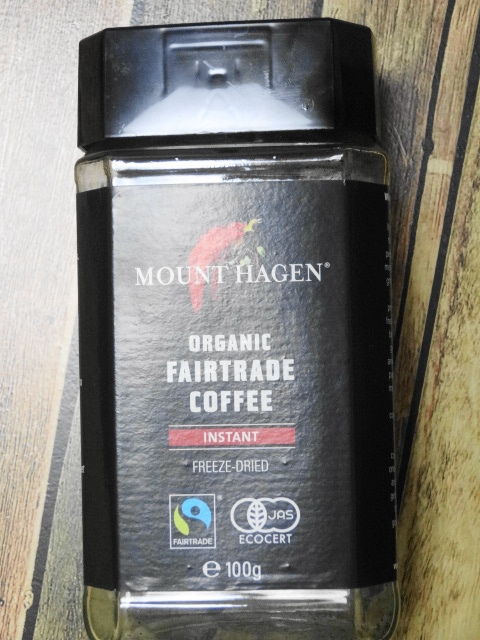 MOUNT HAGEN®
ORGANIC
FAIRTRADE
COFFEE
INSTANT
FREEZE-DRIED
®
FAIRTRADE
JAS
ECOCERT
℮ 100g